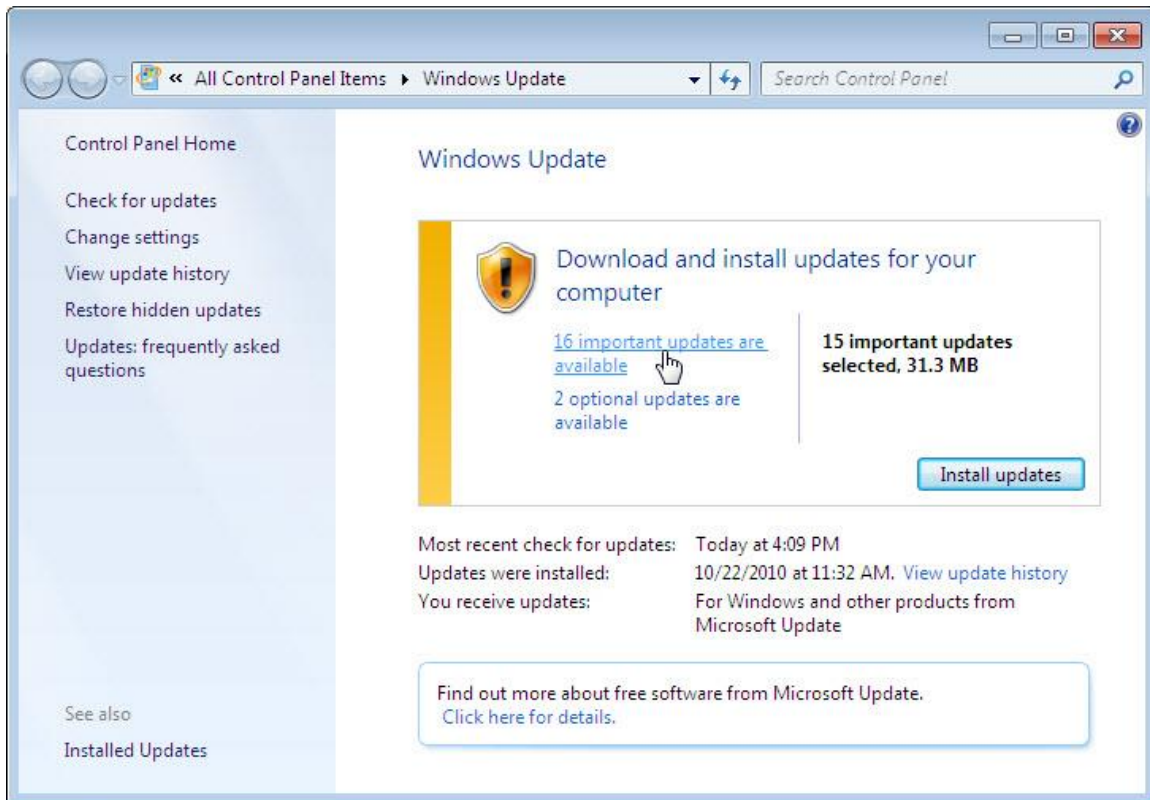 « All Control Panel Items ▸ Windows Update
Search Control Panel
Control Panel Home
Check for updates
Change settings
View update history
Restore hidden updates
Updates: frequently asked
questions
See also
Installed Updates
Windows Update
Download and install updates for your
computer
16 important updates are
available
2 optional updates are
available
15 important updates
selected, 31.3 MB
Install updates
Most recent check for updates: Today at 4:09 PM
Updates were installed: 10/22/2010 at 11:32 AM. View update history
You receive updates: For Windows and other products from
Microsoft Update
Find out more about free software from Microsoft Update.
Click here for details.